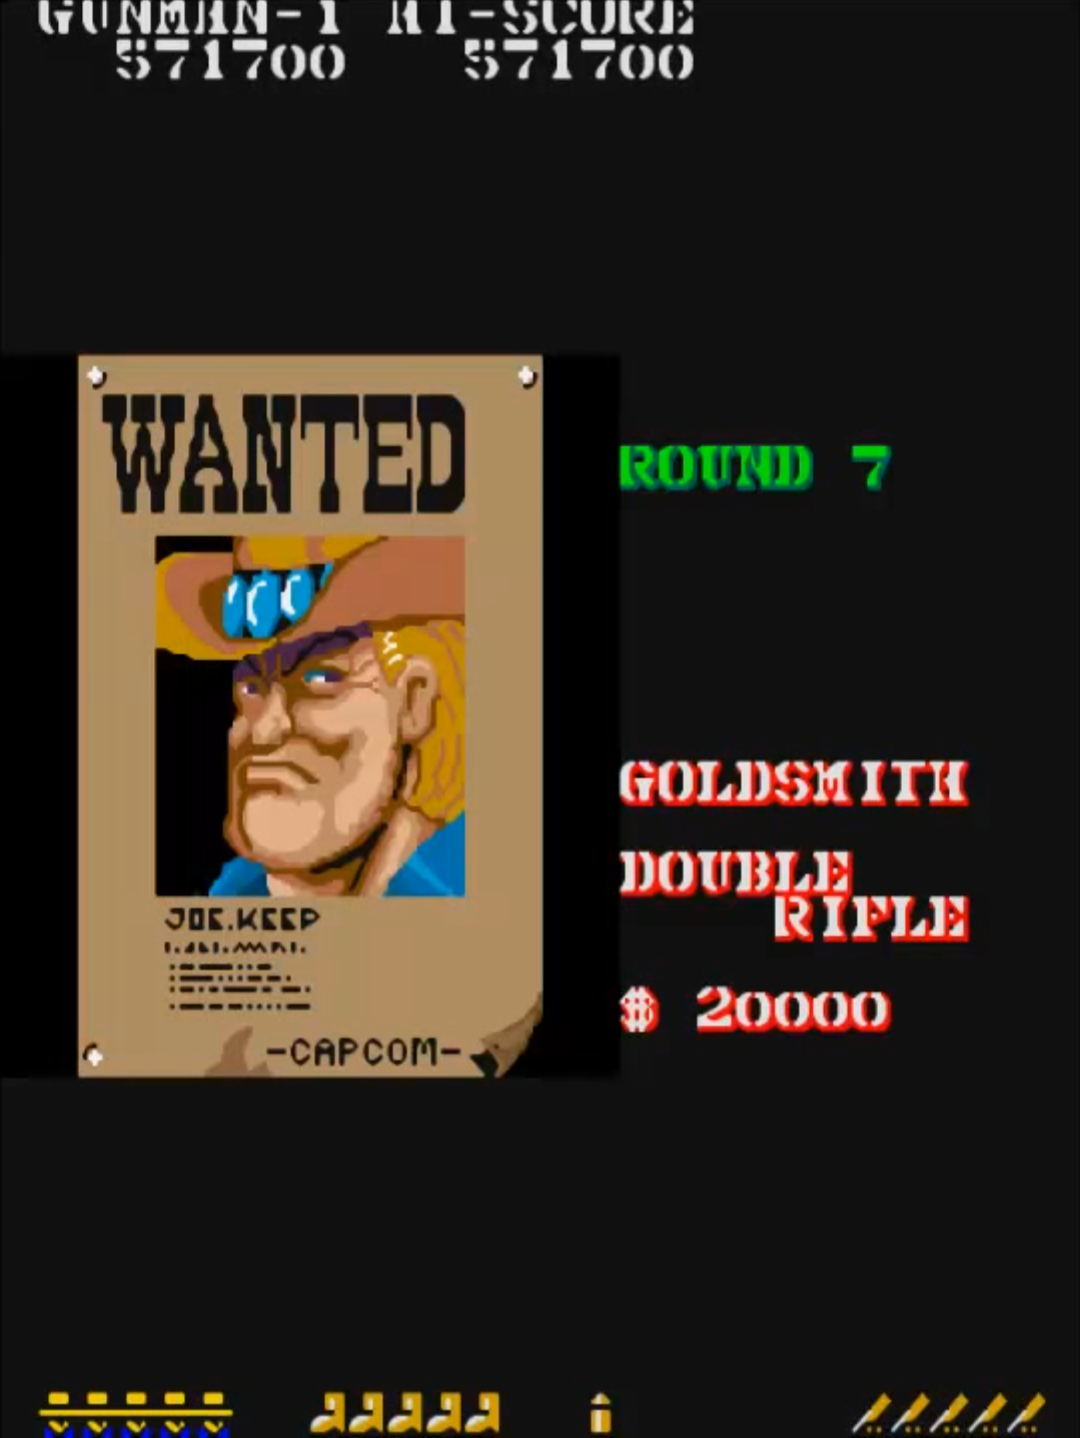 GUNMAN-1 HI-SCORE
571700 571700
WANTED
ROUND 7
GOLDSMITH
DOUBLE
RIFLE
$ 20000
JOE.KEEP
-CAPCOM-